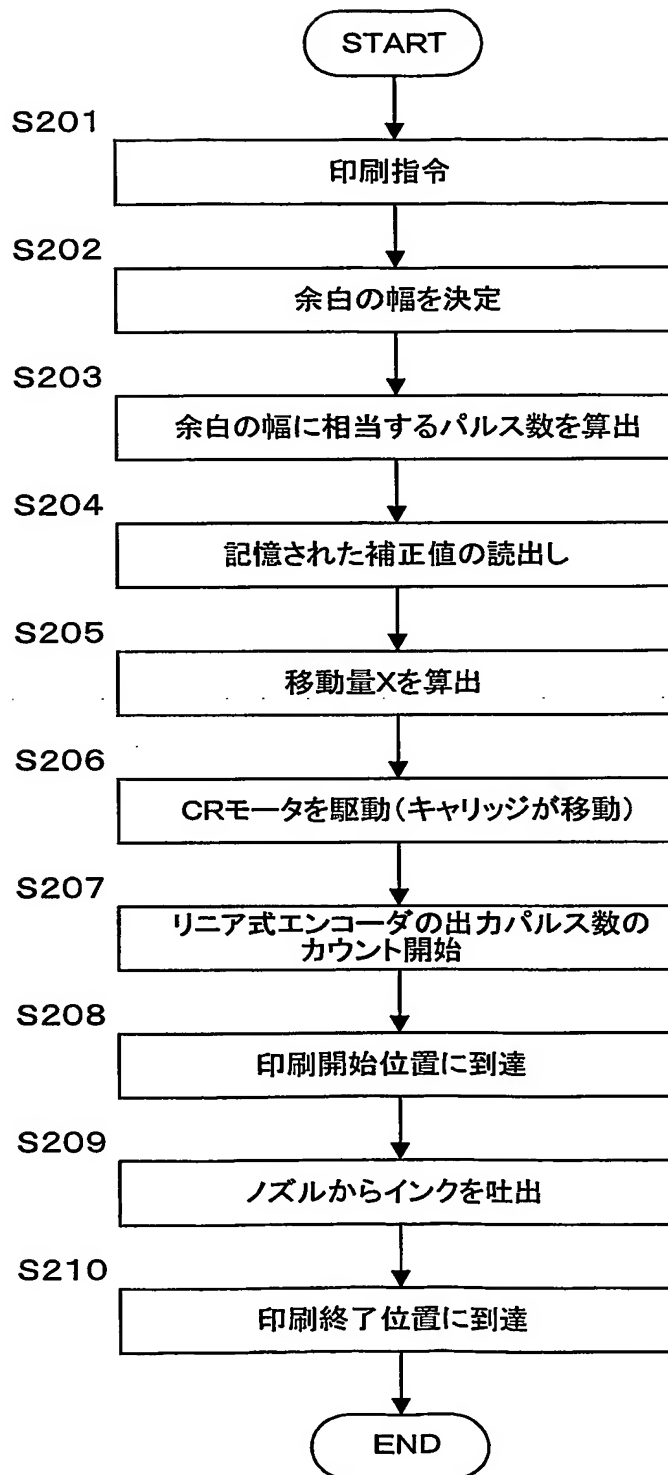 START
S201
印刷指令
S202
余白の幅を決定
S203
余白の幅に相当するパルス数を算出
S204
記憶された補正値の読出し
S205
移動量Xを算出
S206
CRモータを駆動(キャリッジが移動)
S207
リニア式エンコーダの出力パルス数の
カウント開始
S208
印刷開始位置に到達
S209
ノズルからインクを吐出
S210
印刷終了位置に到達
END